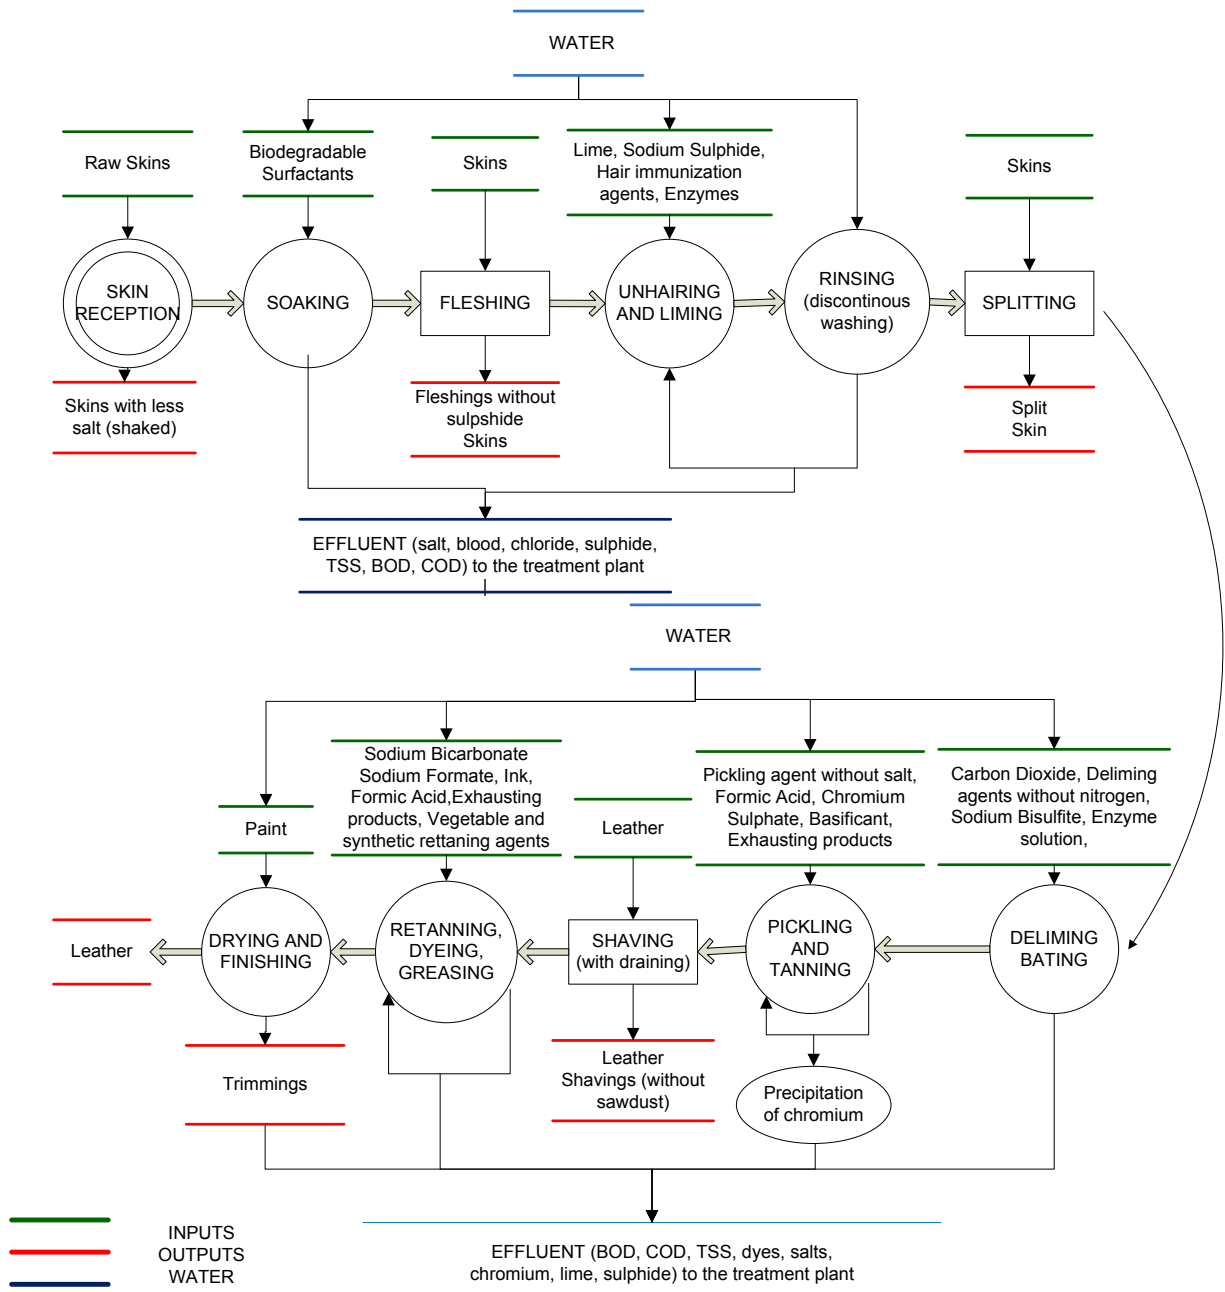 WATER
Raw Skins
Biodegradable
Surfactants
Skins
Lime, Sodium Sulphide,
Hair immunization
agents, Enzymes
Skins
SKIN
RECEPTION
SOAKING
FLESHING
UNHAIRING
AND LIMING
RINSING
(discontinous
washing)
SPLITTING
Skins with less
salt (shaked)
Fleshings without
sulpshide
Skins
Split
Skin
EFFLUENT (salt, blood, chloride, sulphide,
TSS, BOD, COD) to the treatment plant
WATER
Paint
Sodium Bicarbonate
Sodium Formate, Ink,
Formic Acid,Exhausting
products, Vegetable and
synthetic rettaning agents
Leather
Pickling agent without salt,
Formic Acid, Chromium
Sulphate, Basificant,
Exhausting products
Carbon Dioxide, Deliming
agents without nitrogen,
Sodium Bisulfite, Enzyme
solution,
Leather
DRYING AND
FINISHING
RETANNING,
DYEING,
GREASING
SHAVING
(with draining)
PICKLING
AND
TANNING
DELIMING
BATING
Trimmings
Leather
Shavings (without
sawdust)
Precipitation
of chromium
INPUTS
OUTPUTS
WATER
EFFLUENT (BOD, COD, TSS, dyes, salts,
chromium, lime, sulphide) to the treatment plant